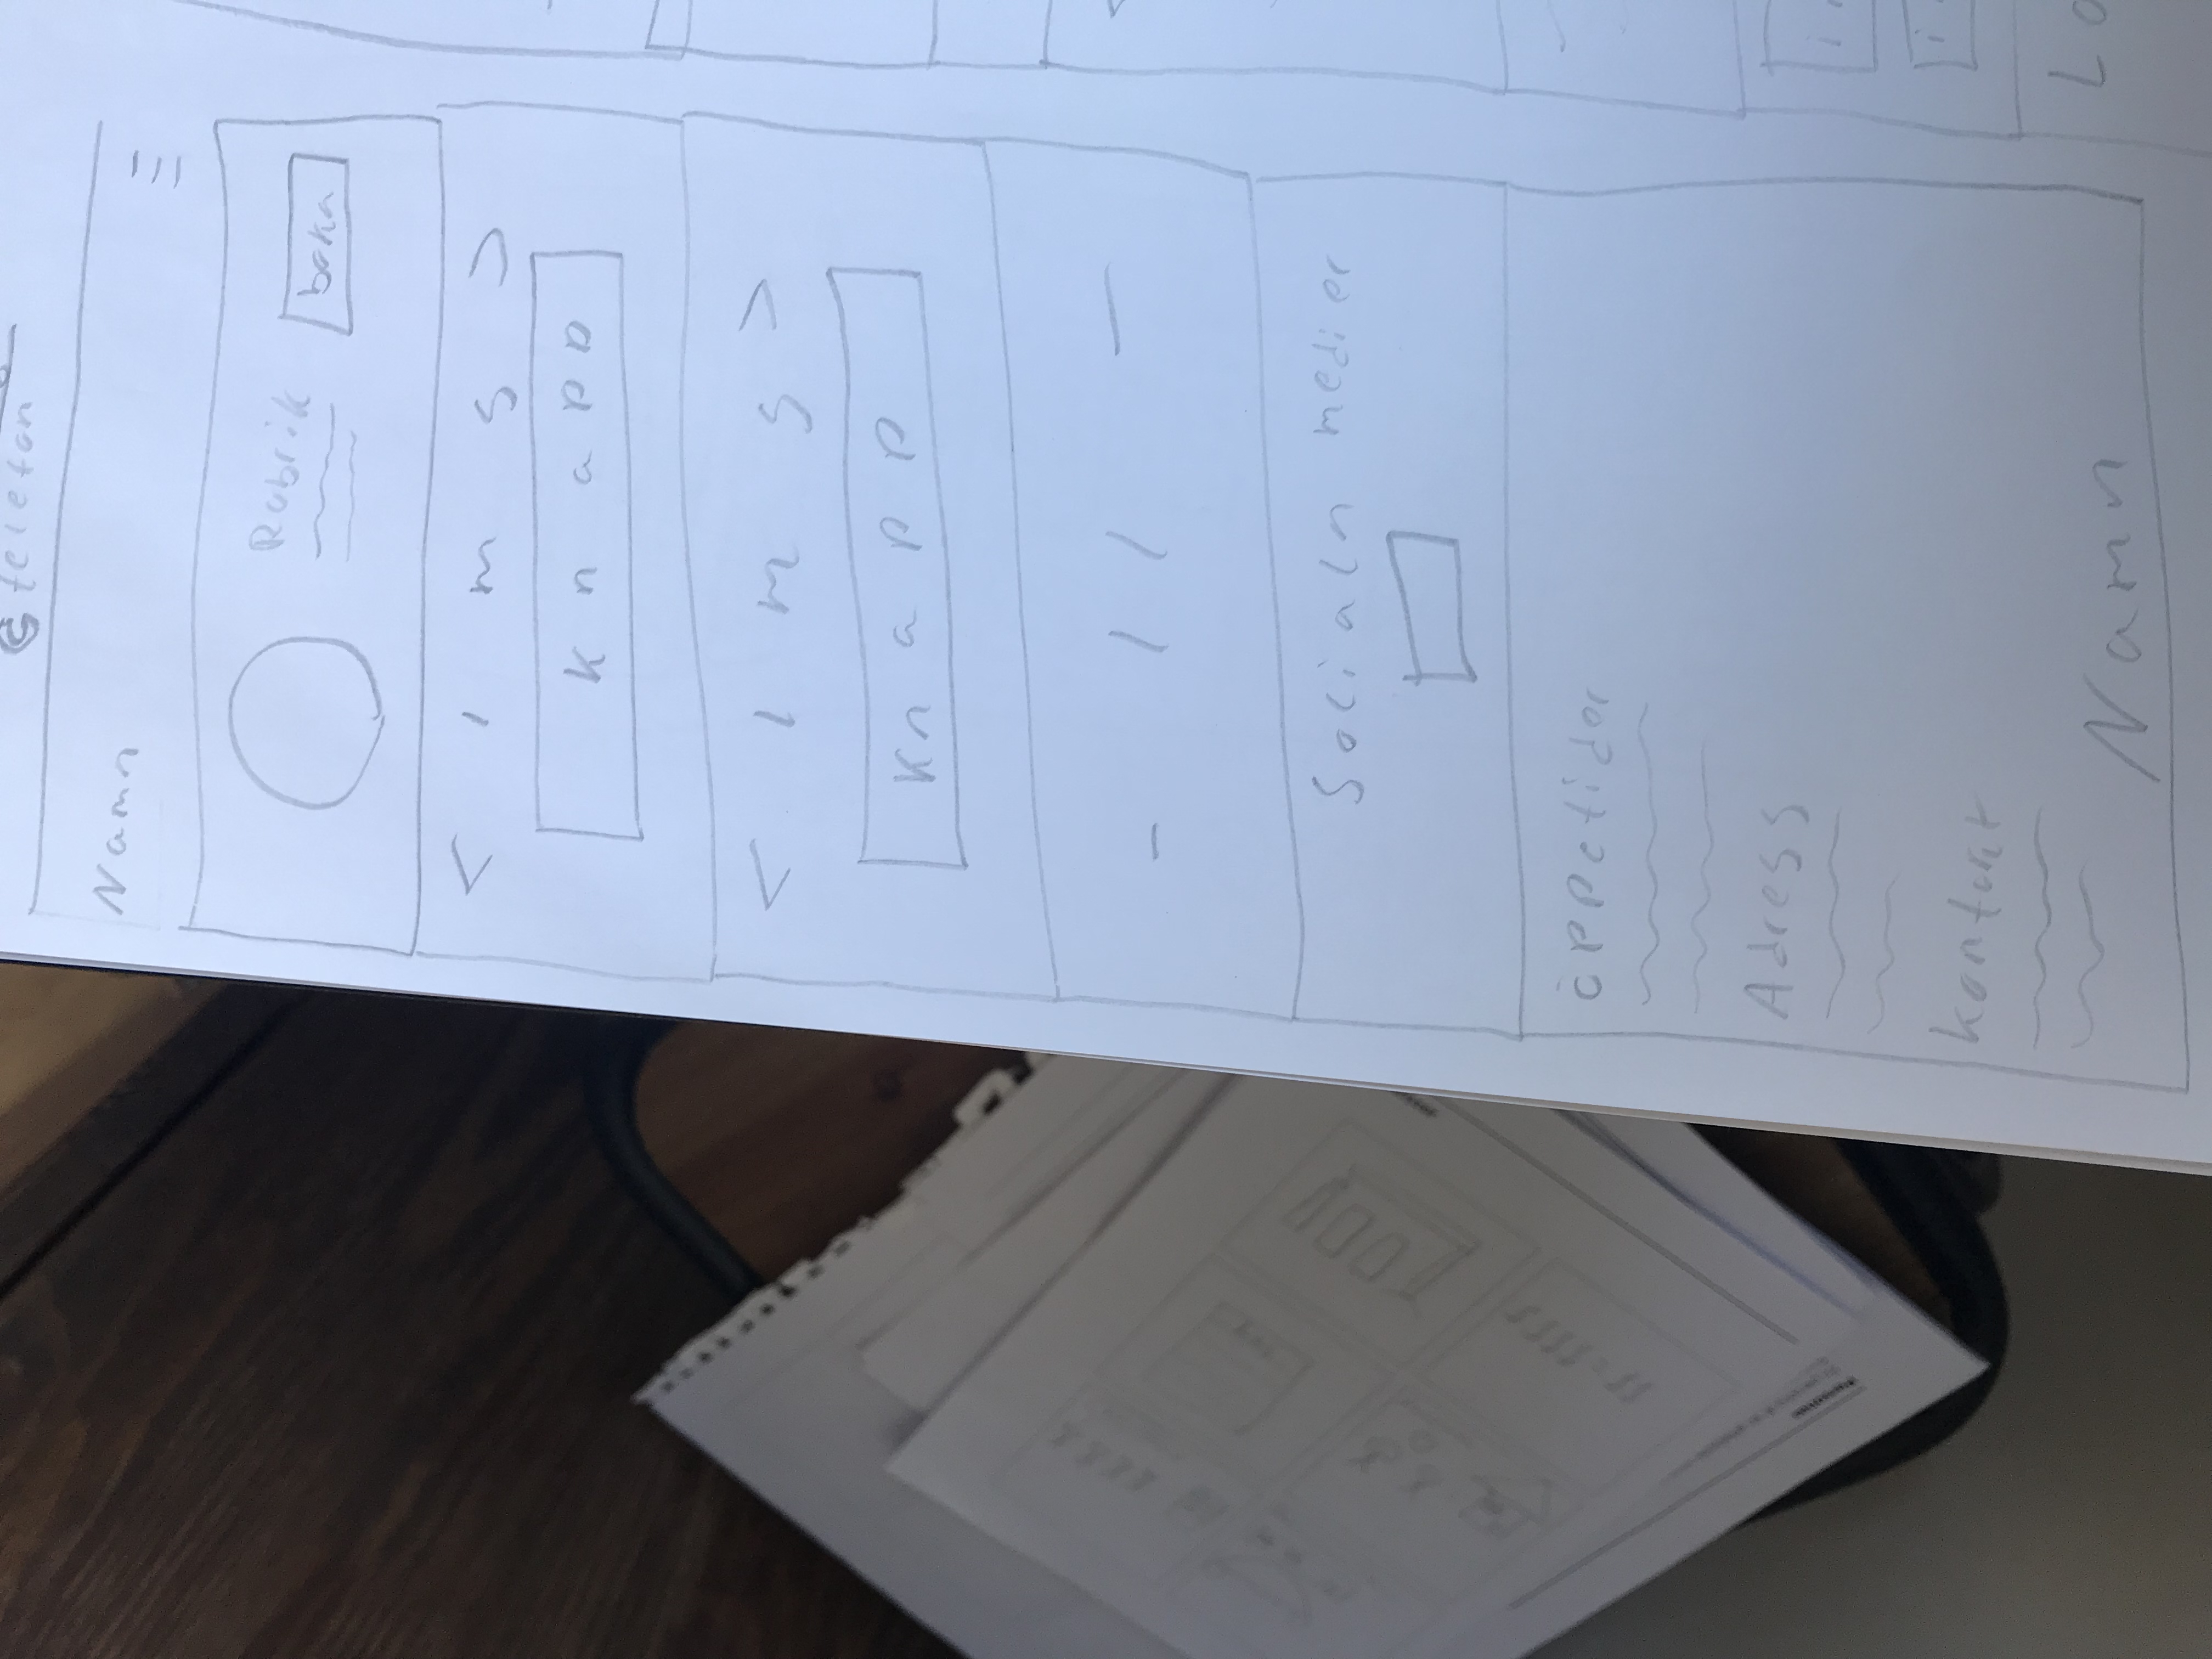 telefon
Namn
Rubrik
boka
< i m g >
knapp
< i m g >
knapp
Sociala medier
öppetider
Adress
kontakt
Namn
Lo